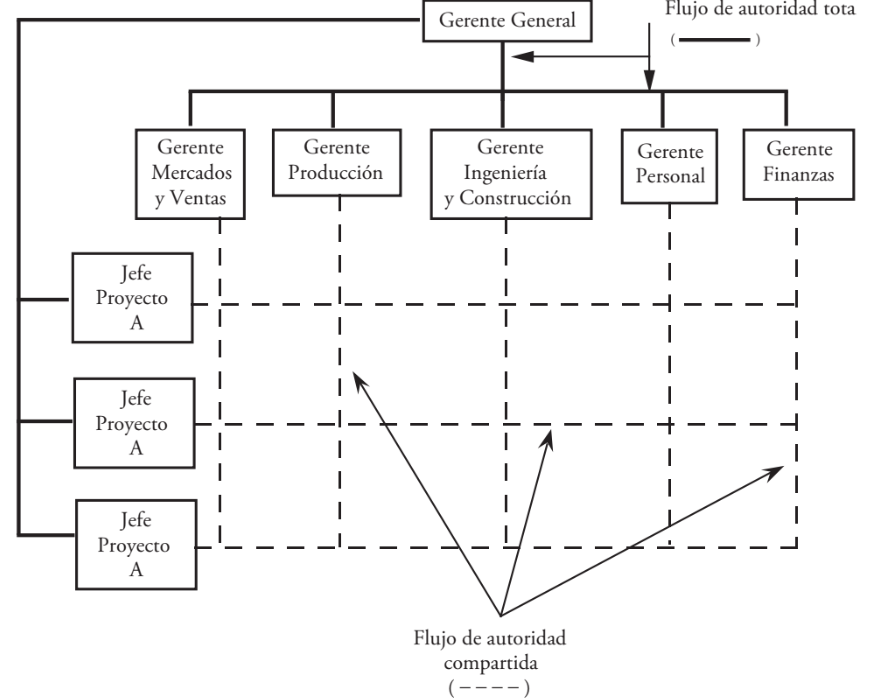 Gerente General
Flujo de autoridad tota
( )
Gerente
Mercados
y Ventas
Gerente
Producción
Gerente
Ingeniería
y Construcción
Gerente
Personal
Gerente
Finanzas
Jefe
Proyecto
A
Jefe
Proyecto
A
Jefe
Proyecto
A
Flujo de autoridad
compartida
(----)